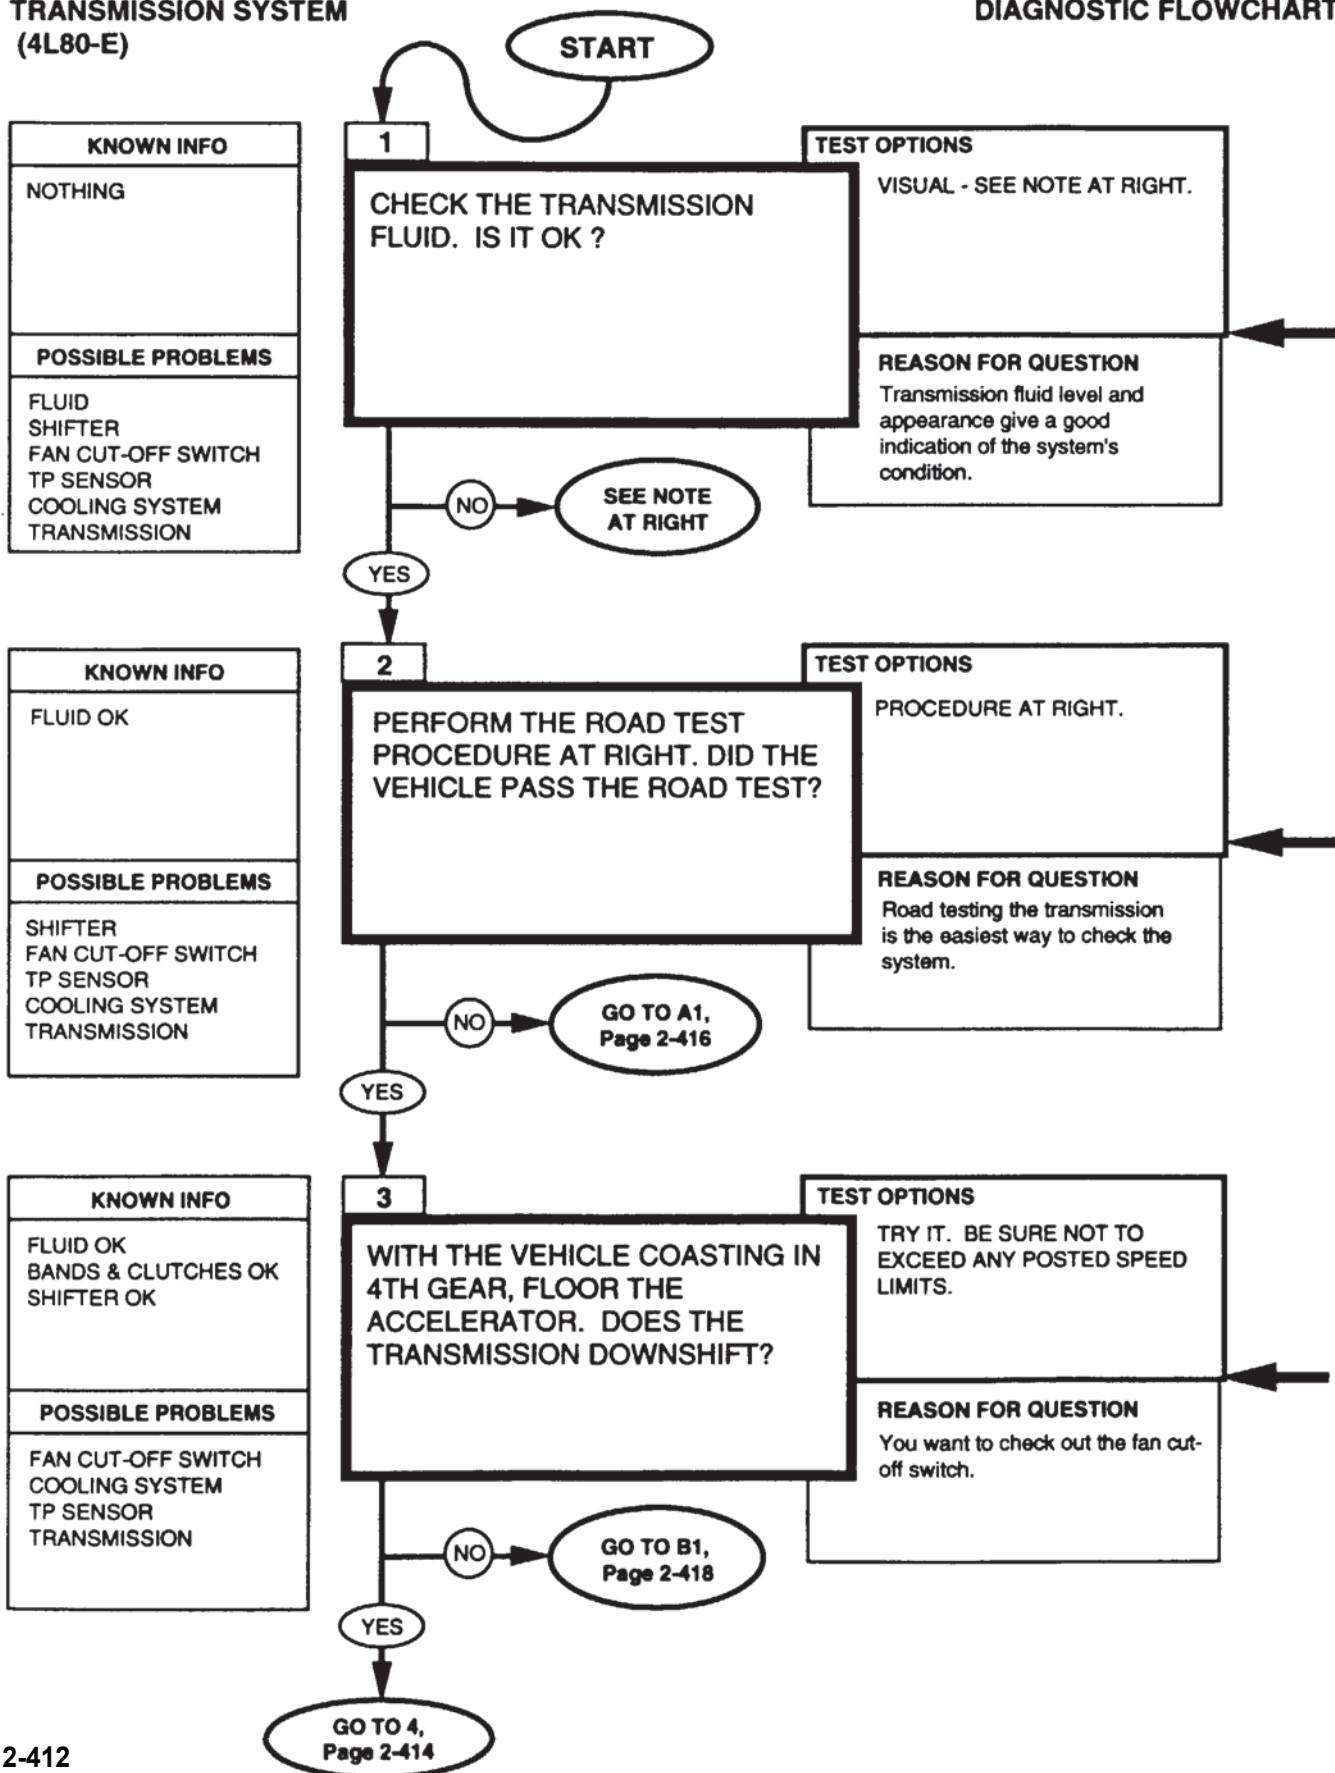 TRANSMISSION SYSTEM
(4L80-E)
DIAGNOSTIC FLOWCHART
START
KNOWN INFO
NOTHING
POSSIBLE PROBLEMS
FLUID
SHIFTER
FAN CUT-OFF SWITCH
TP SENSOR
COOLING SYSTEM
TRANSMISSION
1
CHECK THE TRANSMISSION
FLUID. IS IT OK ?
TEST OPTIONS
VISUAL - SEE NOTE AT RIGHT.
REASON FOR QUESTION
Transmission fluid level and
appearance give a good
indication of the system's
condition.
NO
SEE NOTE
AT RIGHT
YES
KNOWN INFO
FLUID OK
POSSIBLE PROBLEMS
SHIFTER
FAN CUT-OFF SWITCH
TP SENSOR
COOLING SYSTEM
TRANSMISSION
2
PERFORM THE ROAD TEST
PROCEDURE AT RIGHT. DID THE
VEHICLE PASS THE ROAD TEST?
TEST OPTIONS
PROCEDURE AT RIGHT.
REASON FOR QUESTION
Road testing the transmission
is the easiest way to check the
system.
NO
GO TO A1,
Page 2-416
YES
KNOWN INFO
FLUID OK
BANDS & CLUTCHES OK
SHIFTER OK
POSSIBLE PROBLEMS
FAN CUT-OFF SWITCH
COOLING SYSTEM
TP SENSOR
TRANSMISSION
3
WITH THE VEHICLE COASTING IN
4TH GEAR, FLOOR THE
ACCELERATOR. DOES THE
TRANSMISSION DOWNSHIFT?
TEST OPTIONS
TRY IT. BE SURE NOT TO
EXCEED ANY POSTED SPEED
LIMITS.
REASON FOR QUESTION
You want to check out the fan cut-
off switch.
NO
GO TO B1,
Page 2-418
YES
GO TO 4,
Page 2-414
2-412